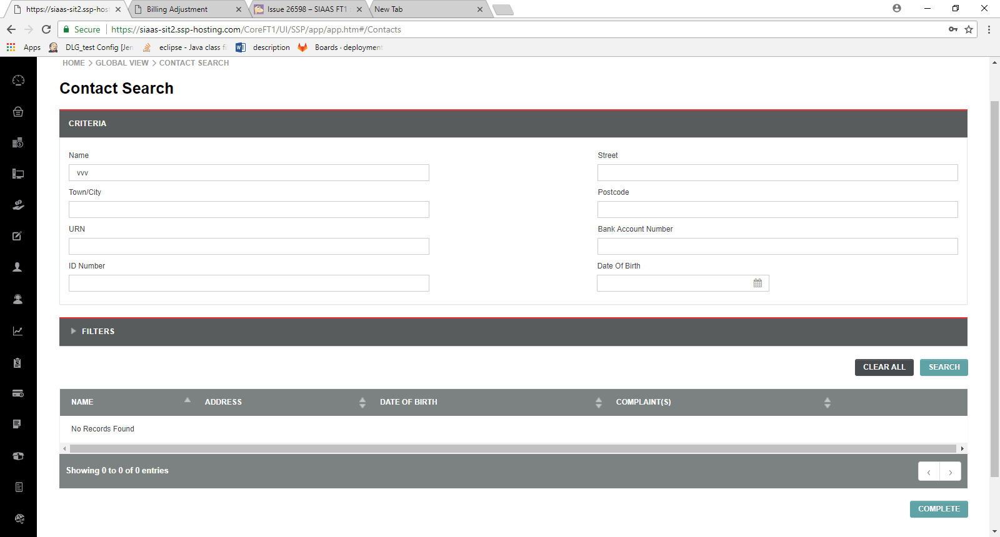 https://siaas-sit2.ssp-hos
Billing Adjustment
Issue 26598 – SIAAS FT1
New Tab
Secure
https://siaas-sit2.ssp-hosting.com/CoreFT1/UI/SSP/app/app.htm#/Contacts
Apps
DLG_test Config [Jen
eclipse - Java class fi
description
Boards · deployment
HOME > GLOBAL VIEW > CONTACT SEARCH
Contact Search
CRITERIA
Name
Street
vvv
Town/City
Postcode
URN
Bank Account Number
ID Number
Date Of Birth
FILTERS
CLEAR ALL
SEARCH
NAME
ADDRESS
DATE OF BIRTH
COMPLAINT(S)
No Records Found
Showing 0 to 0 of 0 entries
‹
›
COMPLETE